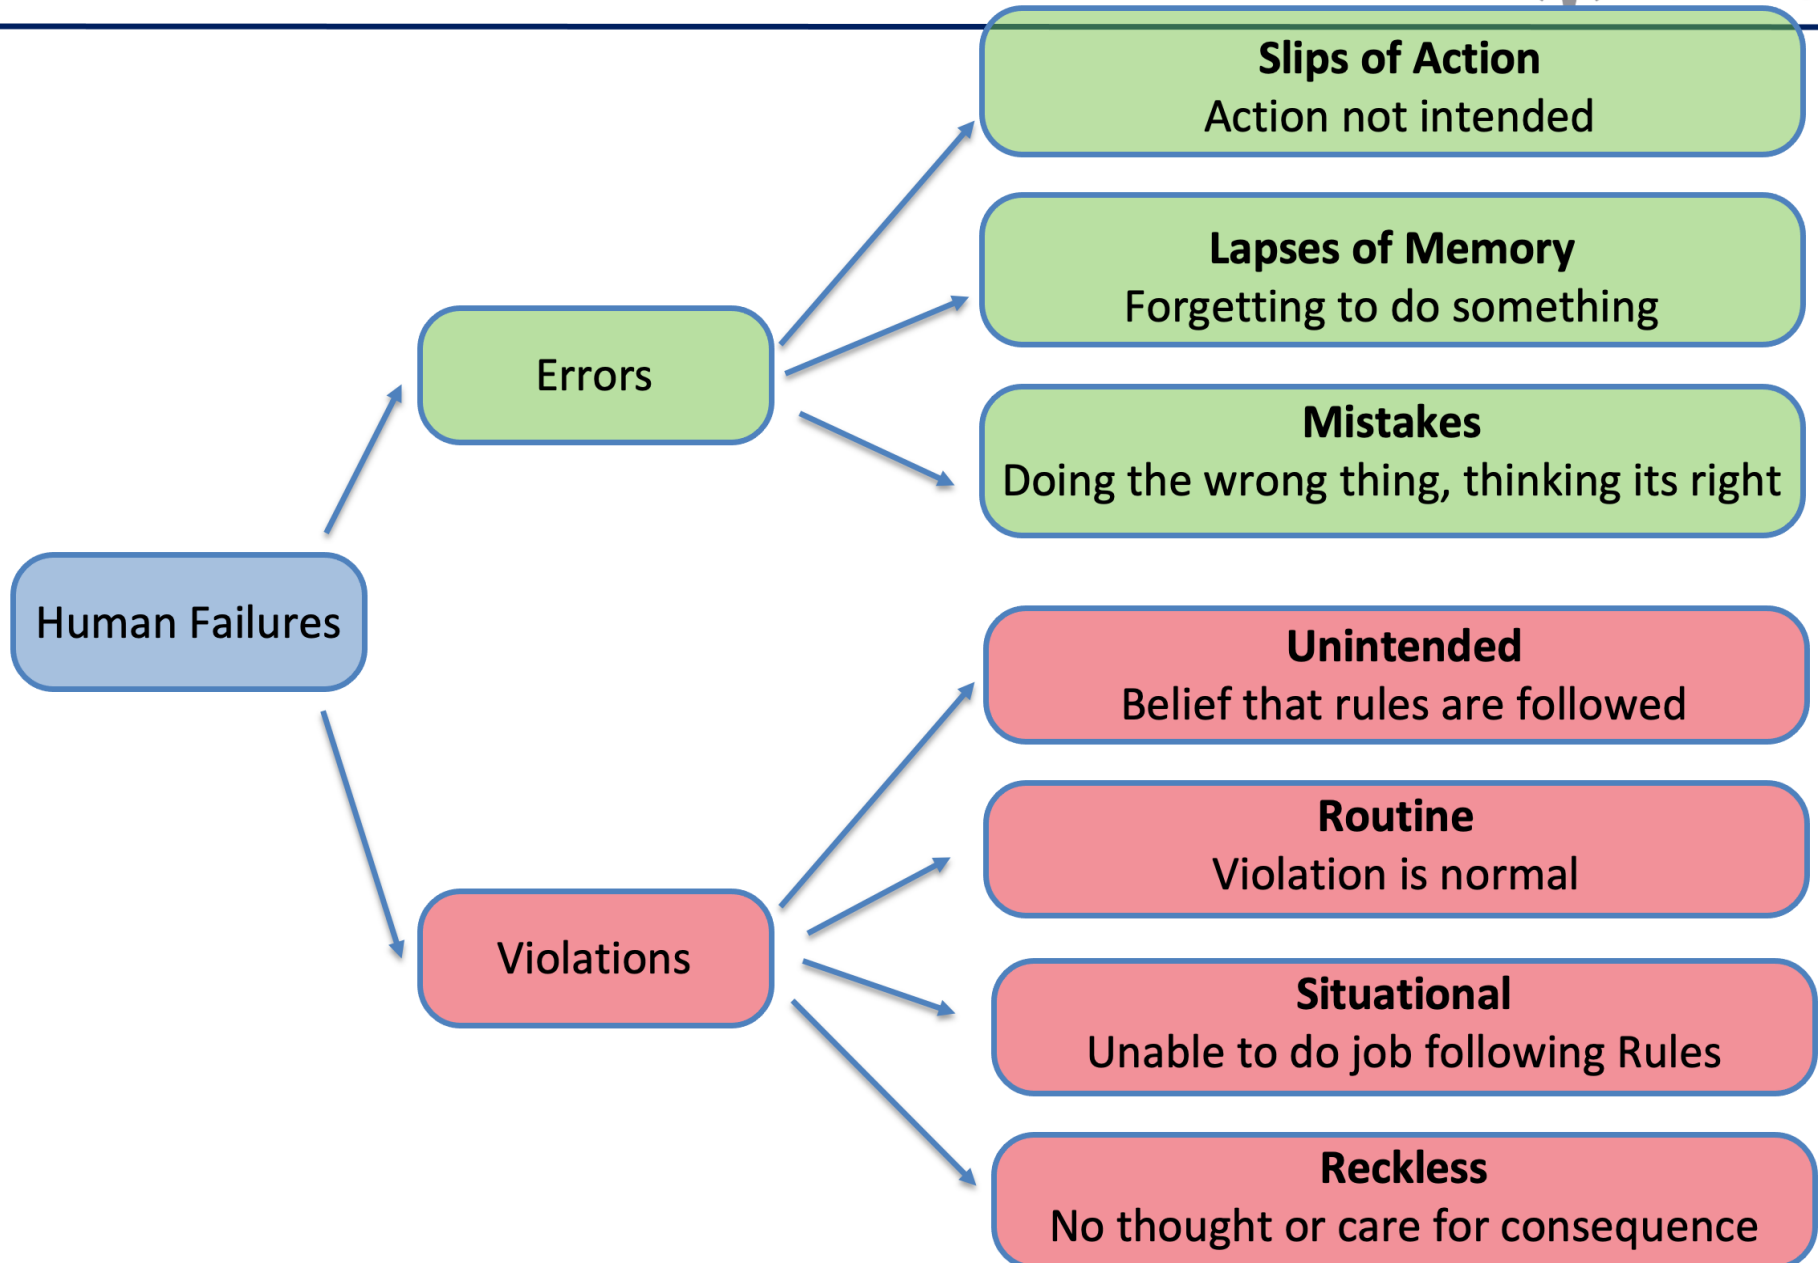 Slips of Action
Action not intended
Lapses of Memory
Forgetting to do something
Errors
Mistakes
Doing the wrong thing, thinking its right
Human Failures
Unintended
Belief that rules are followed
Routine
Violation is normal
Violations
Situational
Unable to do job following Rules
Reckless
No thought or care for consequence